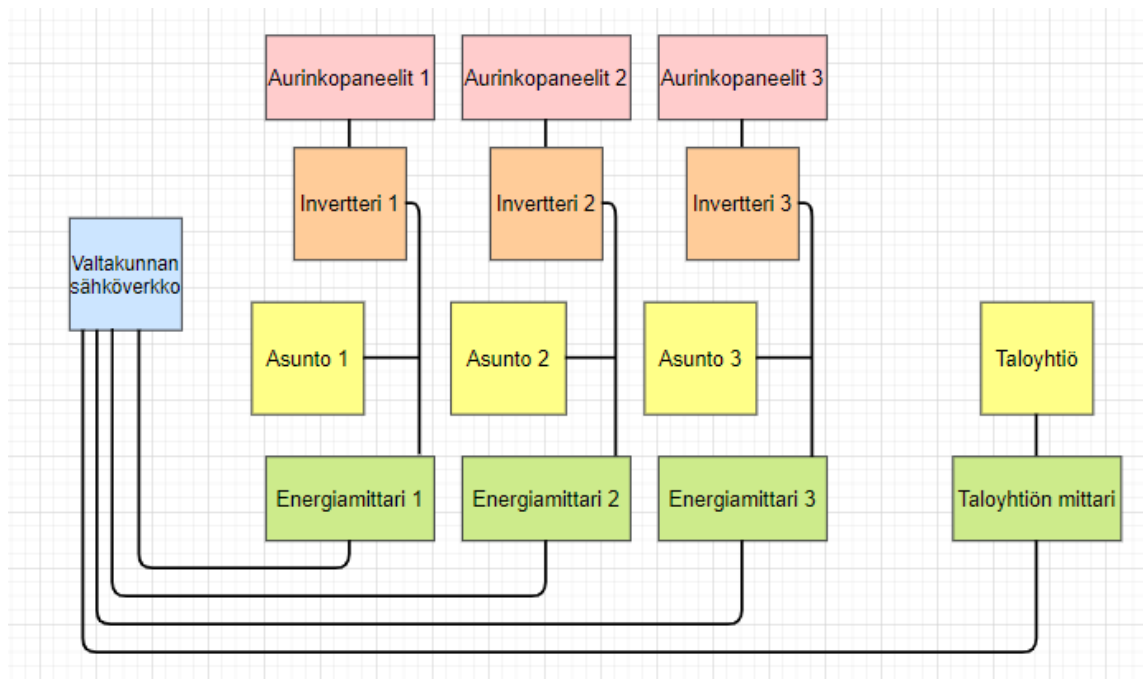 Aurinkopaneelit 1
Aurinkopaneelit 2
Aurinkopaneelit 3
Invertteri 1
Invertteri 2
Invertteri 3
Valtakunnan
sähköverkko
Asunto 1
Asunto 2
Asunto 3
Taloyhtiö
Energiamittari 1
Energiamittari 2
Energiamittari 3
Taloyhtiön mittari